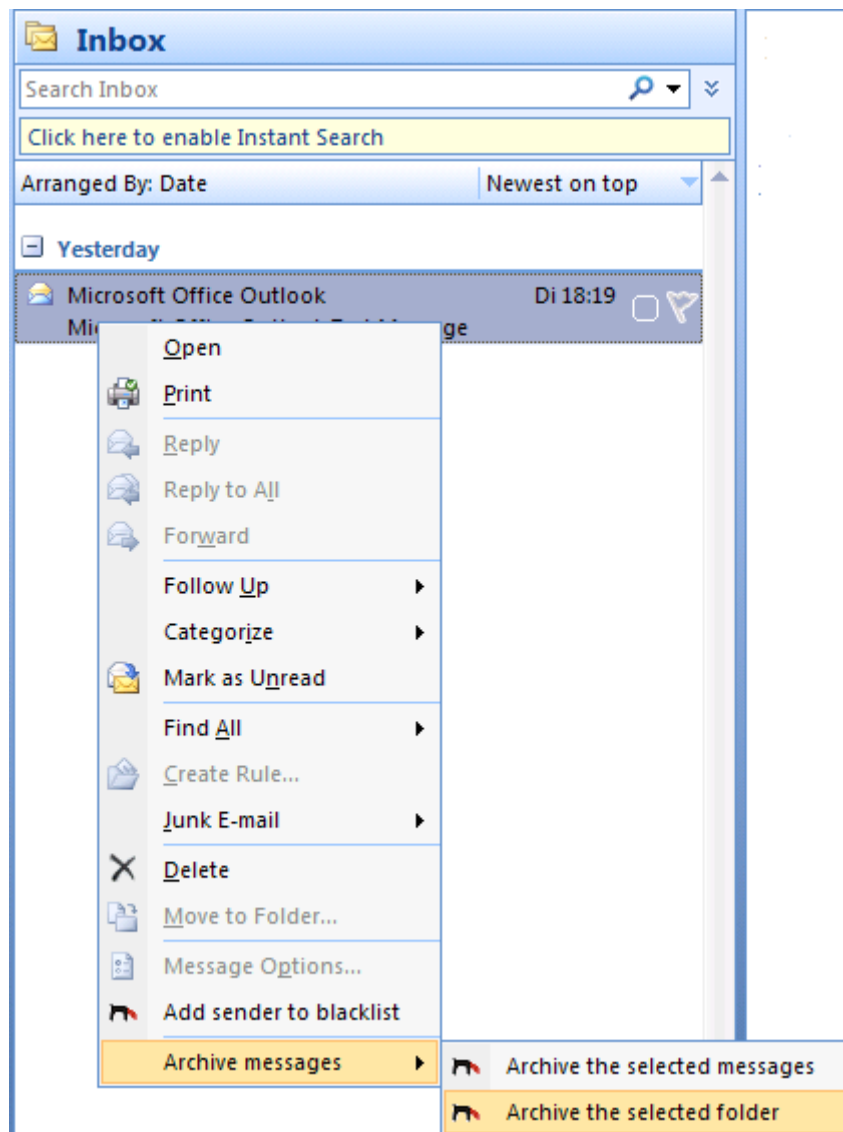 Inbox
Search Inbox
Click here to enable Instant Search
Arranged By: Date Newest on top
Yesterday
Microsoft Office Outlook Di 18:19
Open
Print
Reply
Reply to All
Forward
Follow Up
Categorize
Mark as Unread
Find All
Create Rule...
Junk E-mail
Delete
Move to Folder...
Message Options...
Add sender to blacklist
Archive messages
Archive the selected messages
Archive the selected folder